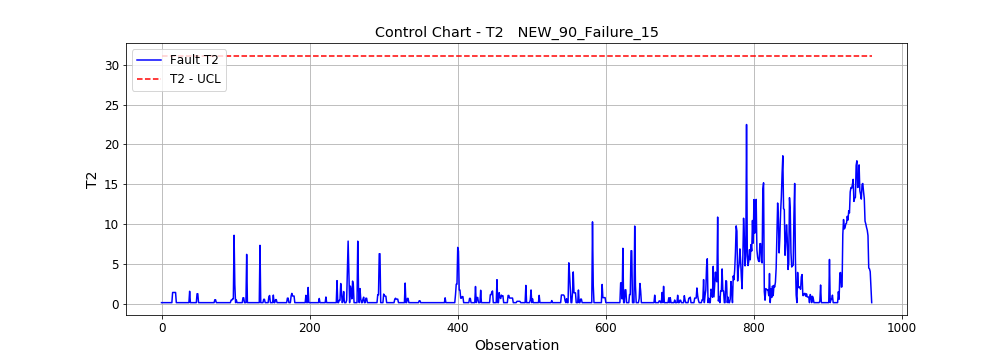 Control Chart - T2   NEW_90_Failure_15
Fault T2
T2 - UCL
30
25
20
15
10
5
0
T2
0 200 400 600 800 1000
Observation